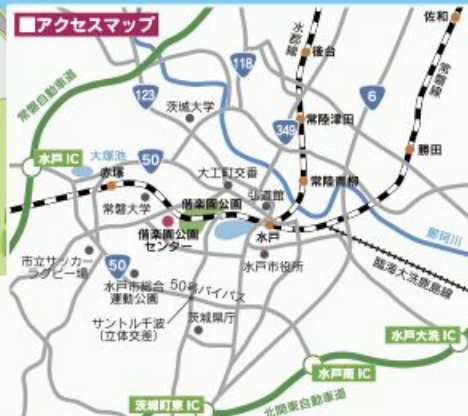 ■アクセスマップ
佐和
水郡線
後台
常磐線
118
6
常磐自動車道
123
茨城大学
349
常陸津田
水戸IC
大塚池
50
大工町交番
勝田
赤塚
弘道館
常陸青柳
常磐大学
偕楽園公園
偕楽園公園
センター
水戸
那珂川
市立サッカー
ラグビー場
50
水戸市役所
臨海大洗鹿島線
水戸市総合
運動公園
50号バイパス
サントル千波
(立体交差)
茨城県庁
水戸大洗IC
水戸南IC
茨城町東IC
北関東自動車道